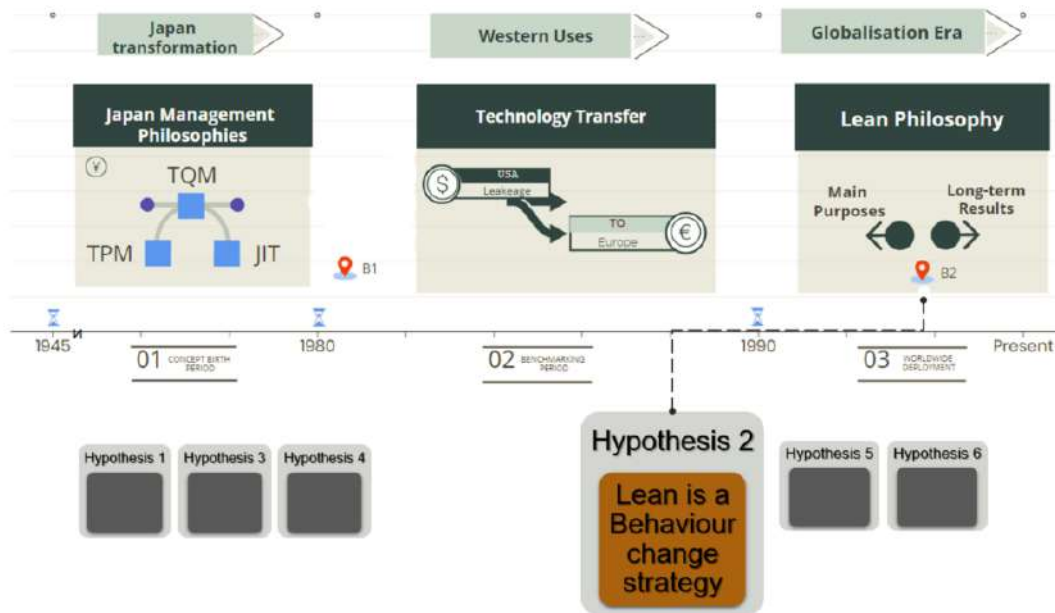 Japan
transformation
Western Uses
Globalisation Era
Japan Management
Philosophies
Technology Transfer
Lean Philosophy
¥
TQM
TPM
JIT
B1
$
USA
Leakeage
TO
Europe
€
Main
Purposes
Long-term
Results
B2
1945
1980
1990
Present
01 CONCEPT BIRTH
PERIOD
02 BENCHMARKING
PERIOD
03 WORLDWIDE
DEPLOYMENT
Hypothesis 1
Hypothesis 3
Hypothesis 4
Hypothesis 2
Lean is a
Behaviour
change
strategy
Hypothesis 5
Hypothesis 6